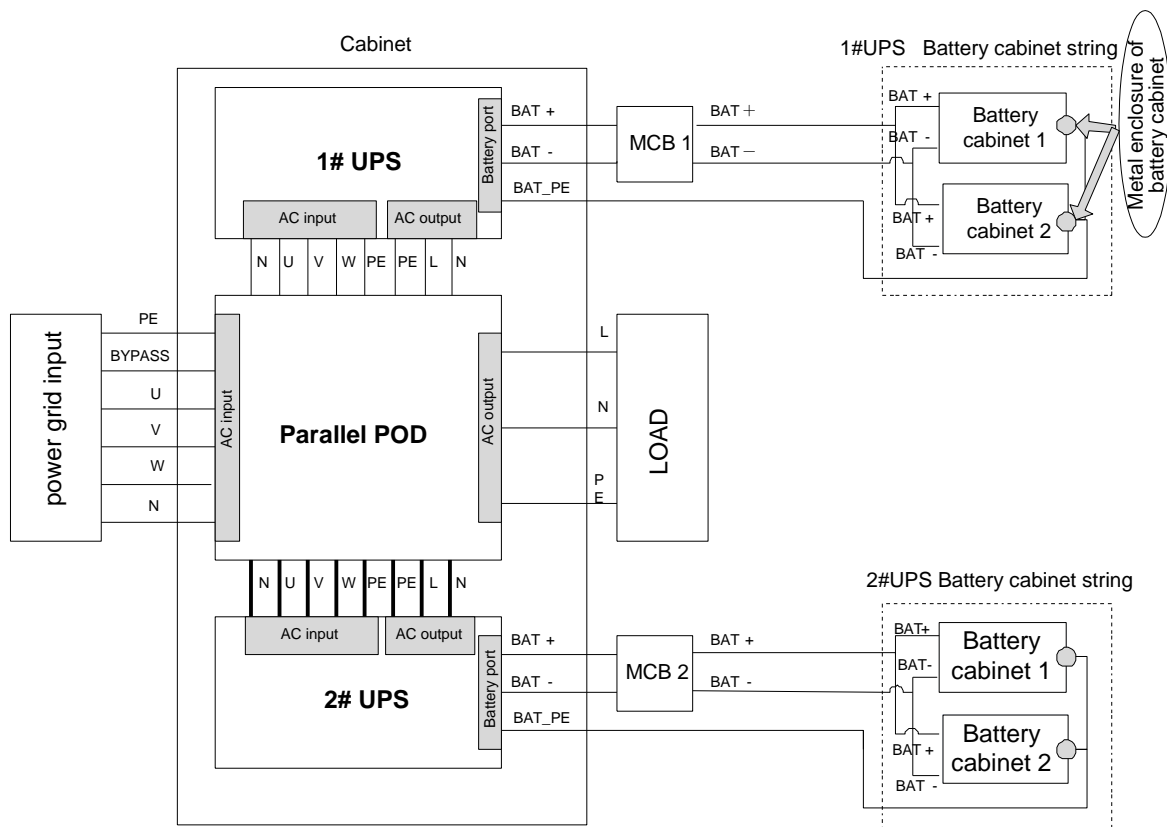 Cabinet
1#UPS Battery cabinet string
Metal enclosure of
battery cabinet
1# UPS
Battery port
AC input
AC output
BAT +
BAT -
BAT_PE
MCB 1
BAT＋
BAT－
BAT +
BAT -
Battery
cabinet 1
BAT +
BAT -
Battery
cabinet 2
N U V W PE PE L N
power grid input
PE
BYPASS
U
V
W
N
AC input
Parallel POD
AC output
L
N
P
E
LOAD
N U V W PE PE L N
AC input
AC output
2# UPS
Battery port
BAT +
BAT -
BAT_PE
MCB 2
BAT +
BAT -
2#UPS Battery cabinet string
BAT+
BAT-
Battery
cabinet 1
BAT +
BAT -
Battery
cabinet 2